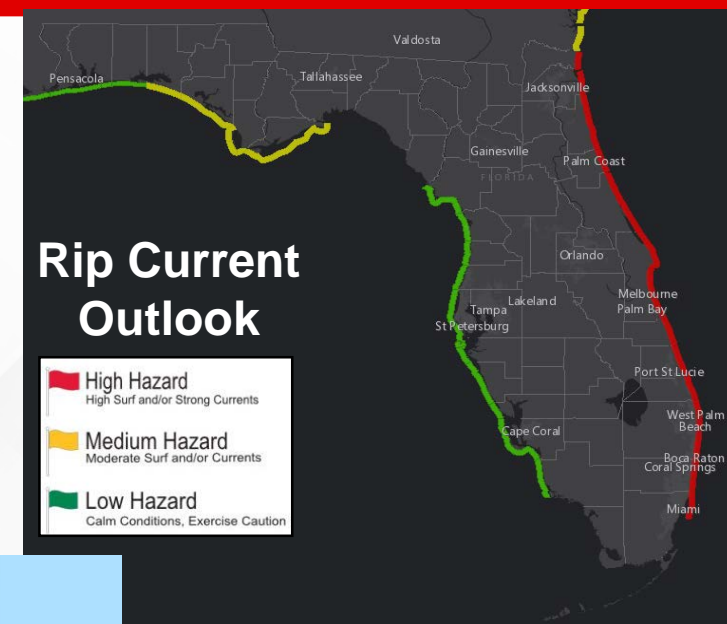 Valdosta
Pensacola
Tallahassee
Jacksonville
Gainesville
Palm Coast
FLORIDA
Rip Current
Outlook
Orlando
Melbourne
Palm Bay
Lakeland
Tampa
St Petersburg
High Hazard
High Surf and/or Strong Currents
Medium Hazard
Moderate Surf and/or Currents
Low Hazard
Calm Conditions, Exercise Caution
Port St Lucie
West Palm
Beach
Cape Coral
Boca Raton
Coral Springs
Miami